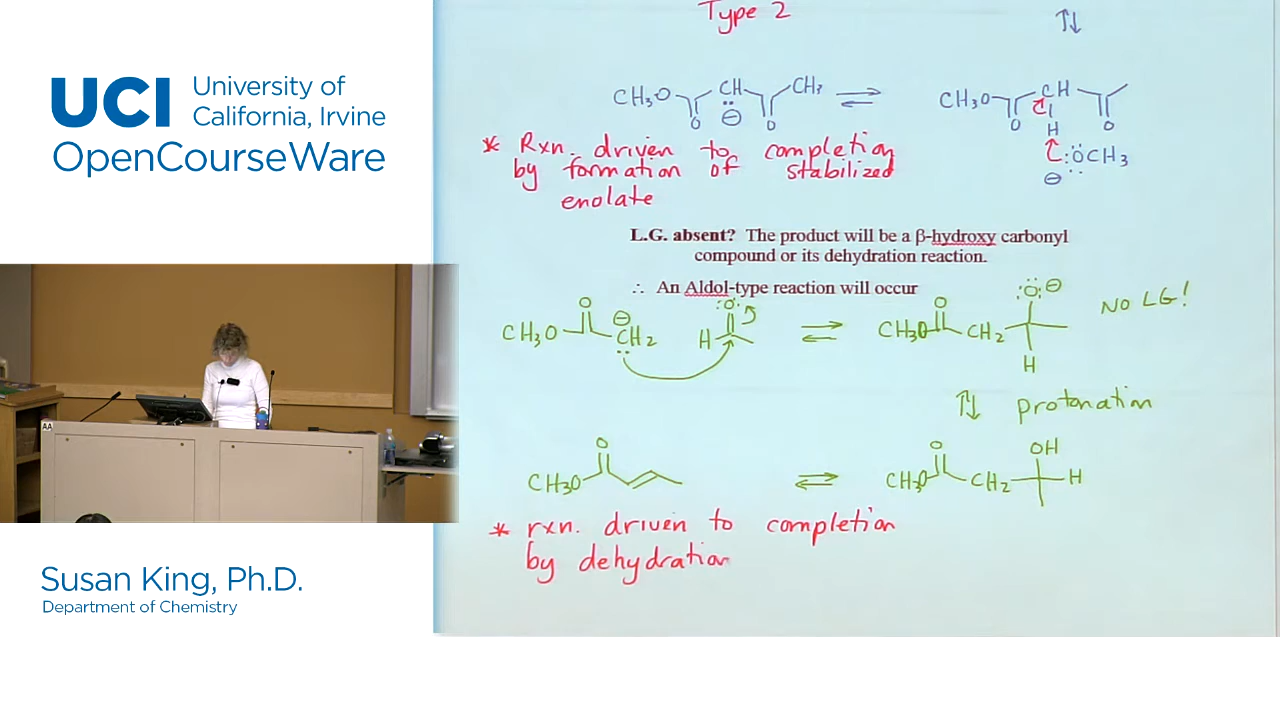 UCI University of
California, Irvine
OpenCourseWare
Type 2
CH₃O CH CH₃ ⇌ CH₃O CH
O ⊖ O O H O
:ÖCH₃
⊖
* Rxn. driven to completion
by formation of stabilized
enolate
L.G. absent? The product will be a β-hydroxy carbonyl
compound or its dehydration reaction.
∴ An Aldol-type reaction will occur
O ⊖ :O: O :Ö:⊖ NO LG!
CH₃O CH₂ H ⇌ CH₃O CH₂
H
⇅ protonation
O O OH
CH₃O ⇌ CH₃O CH₂ H
* rxn. driven to completion
by dehydration
AA
Susan King, Ph.D.
Department of Chemistry